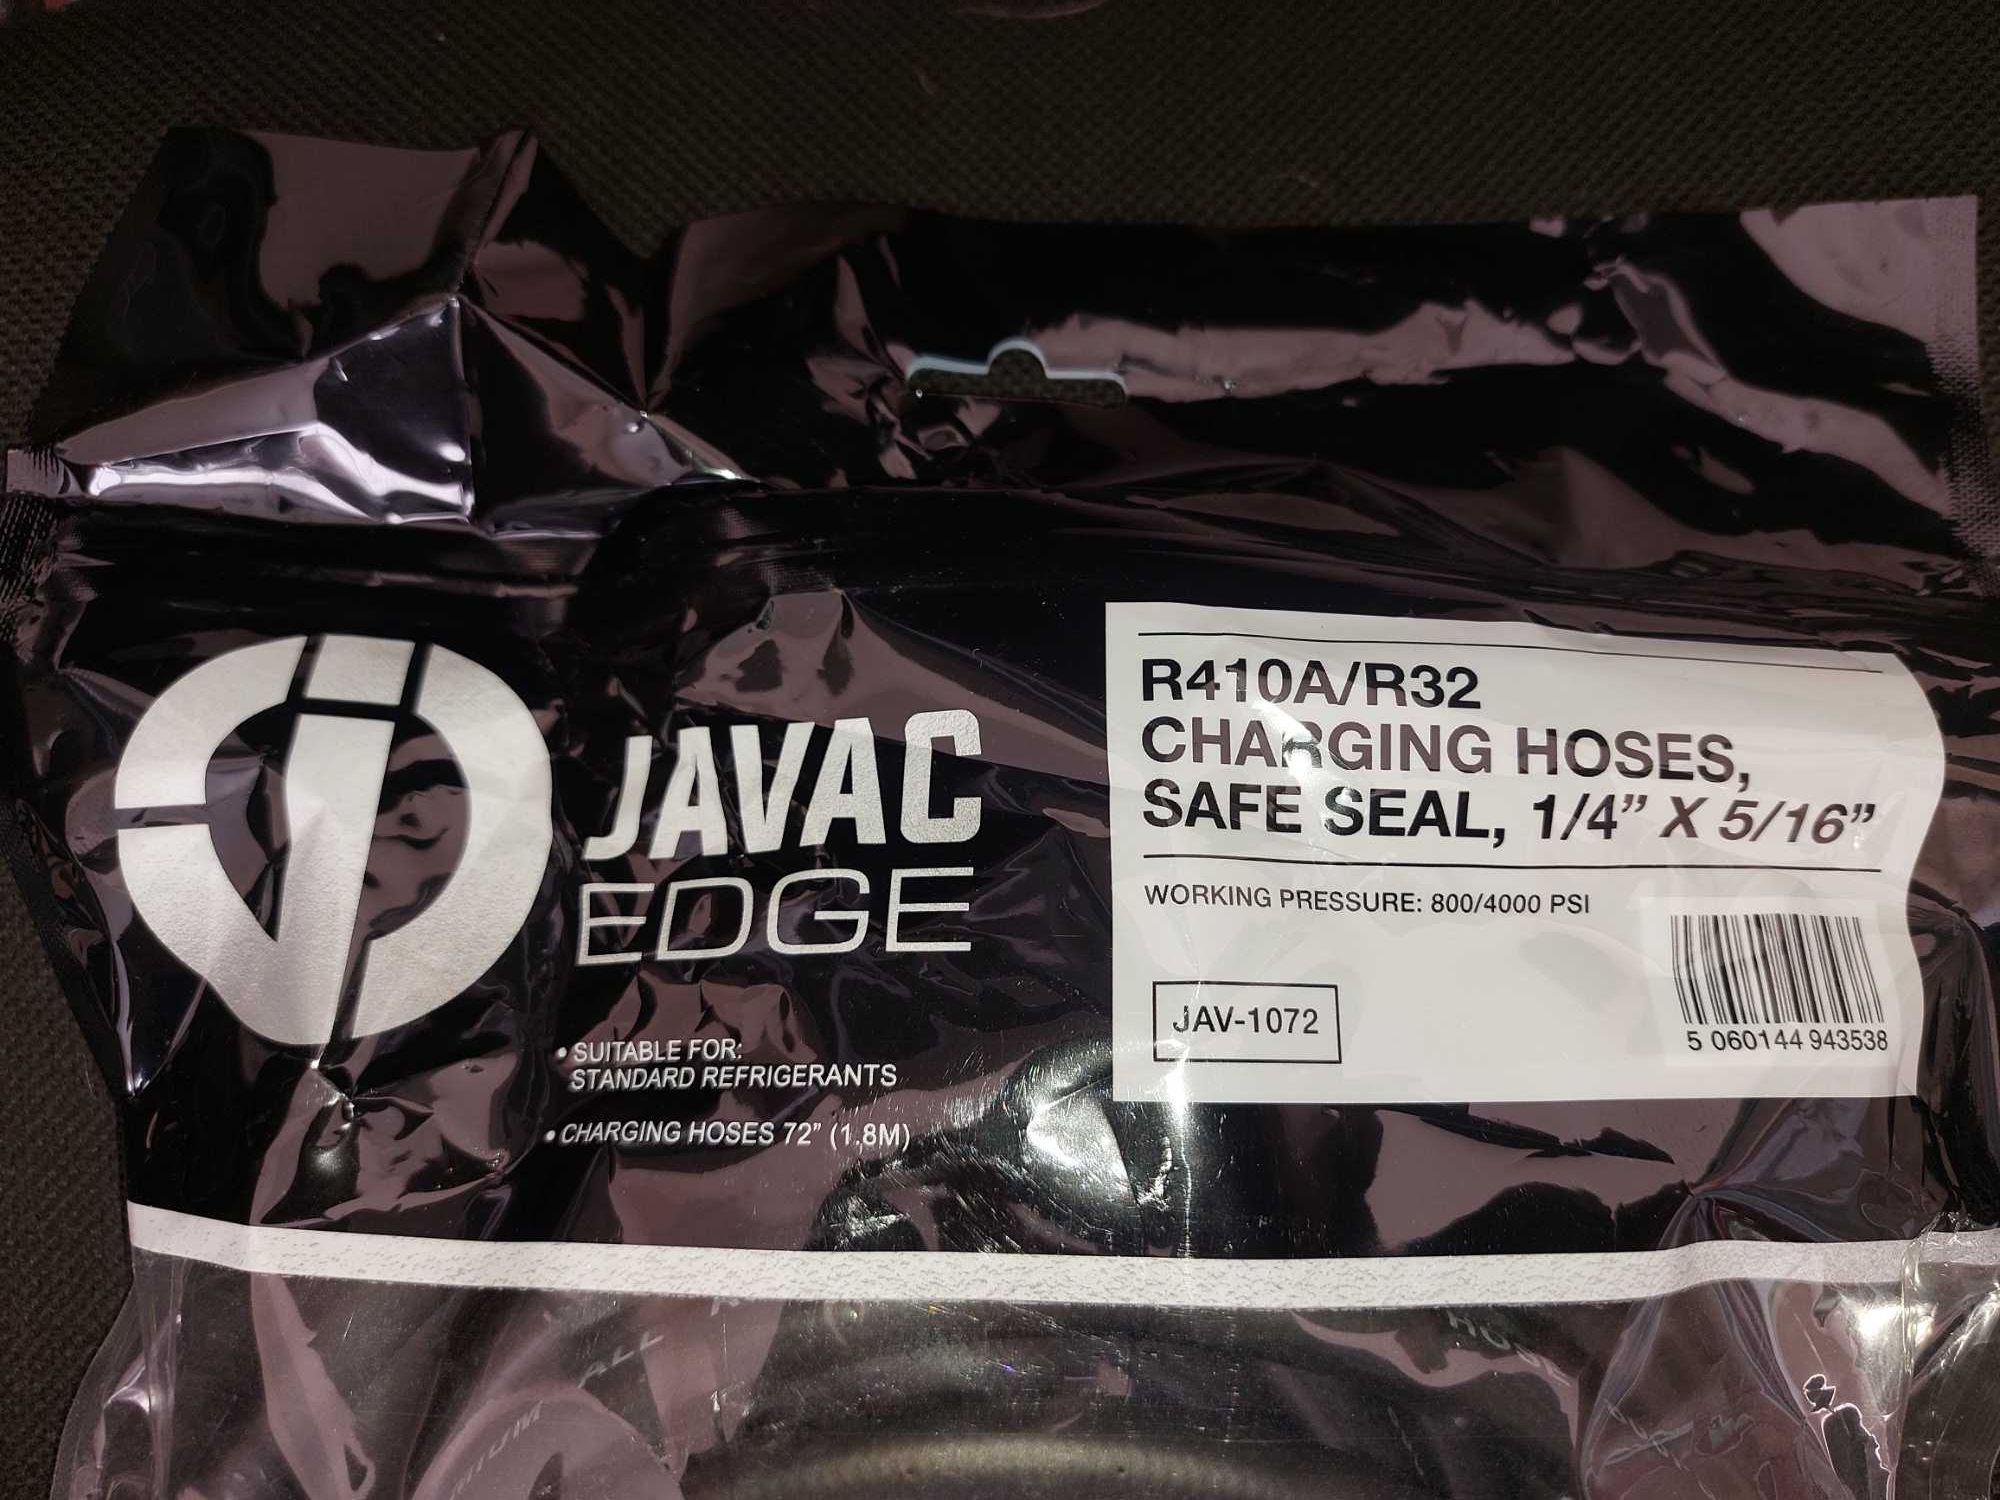 JAVAC
EDGE
• SUITABLE FOR:
STANDARD REFRIGERANTS
• CHARGING HOSES 72” (1.8M)
R410A/R32
CHARGING HOSES,
SAFE SEAL, 1/4” X 5/16”
WORKING PRESSURE: 800/4000 PSI
JAV-1072
5 060144 943538